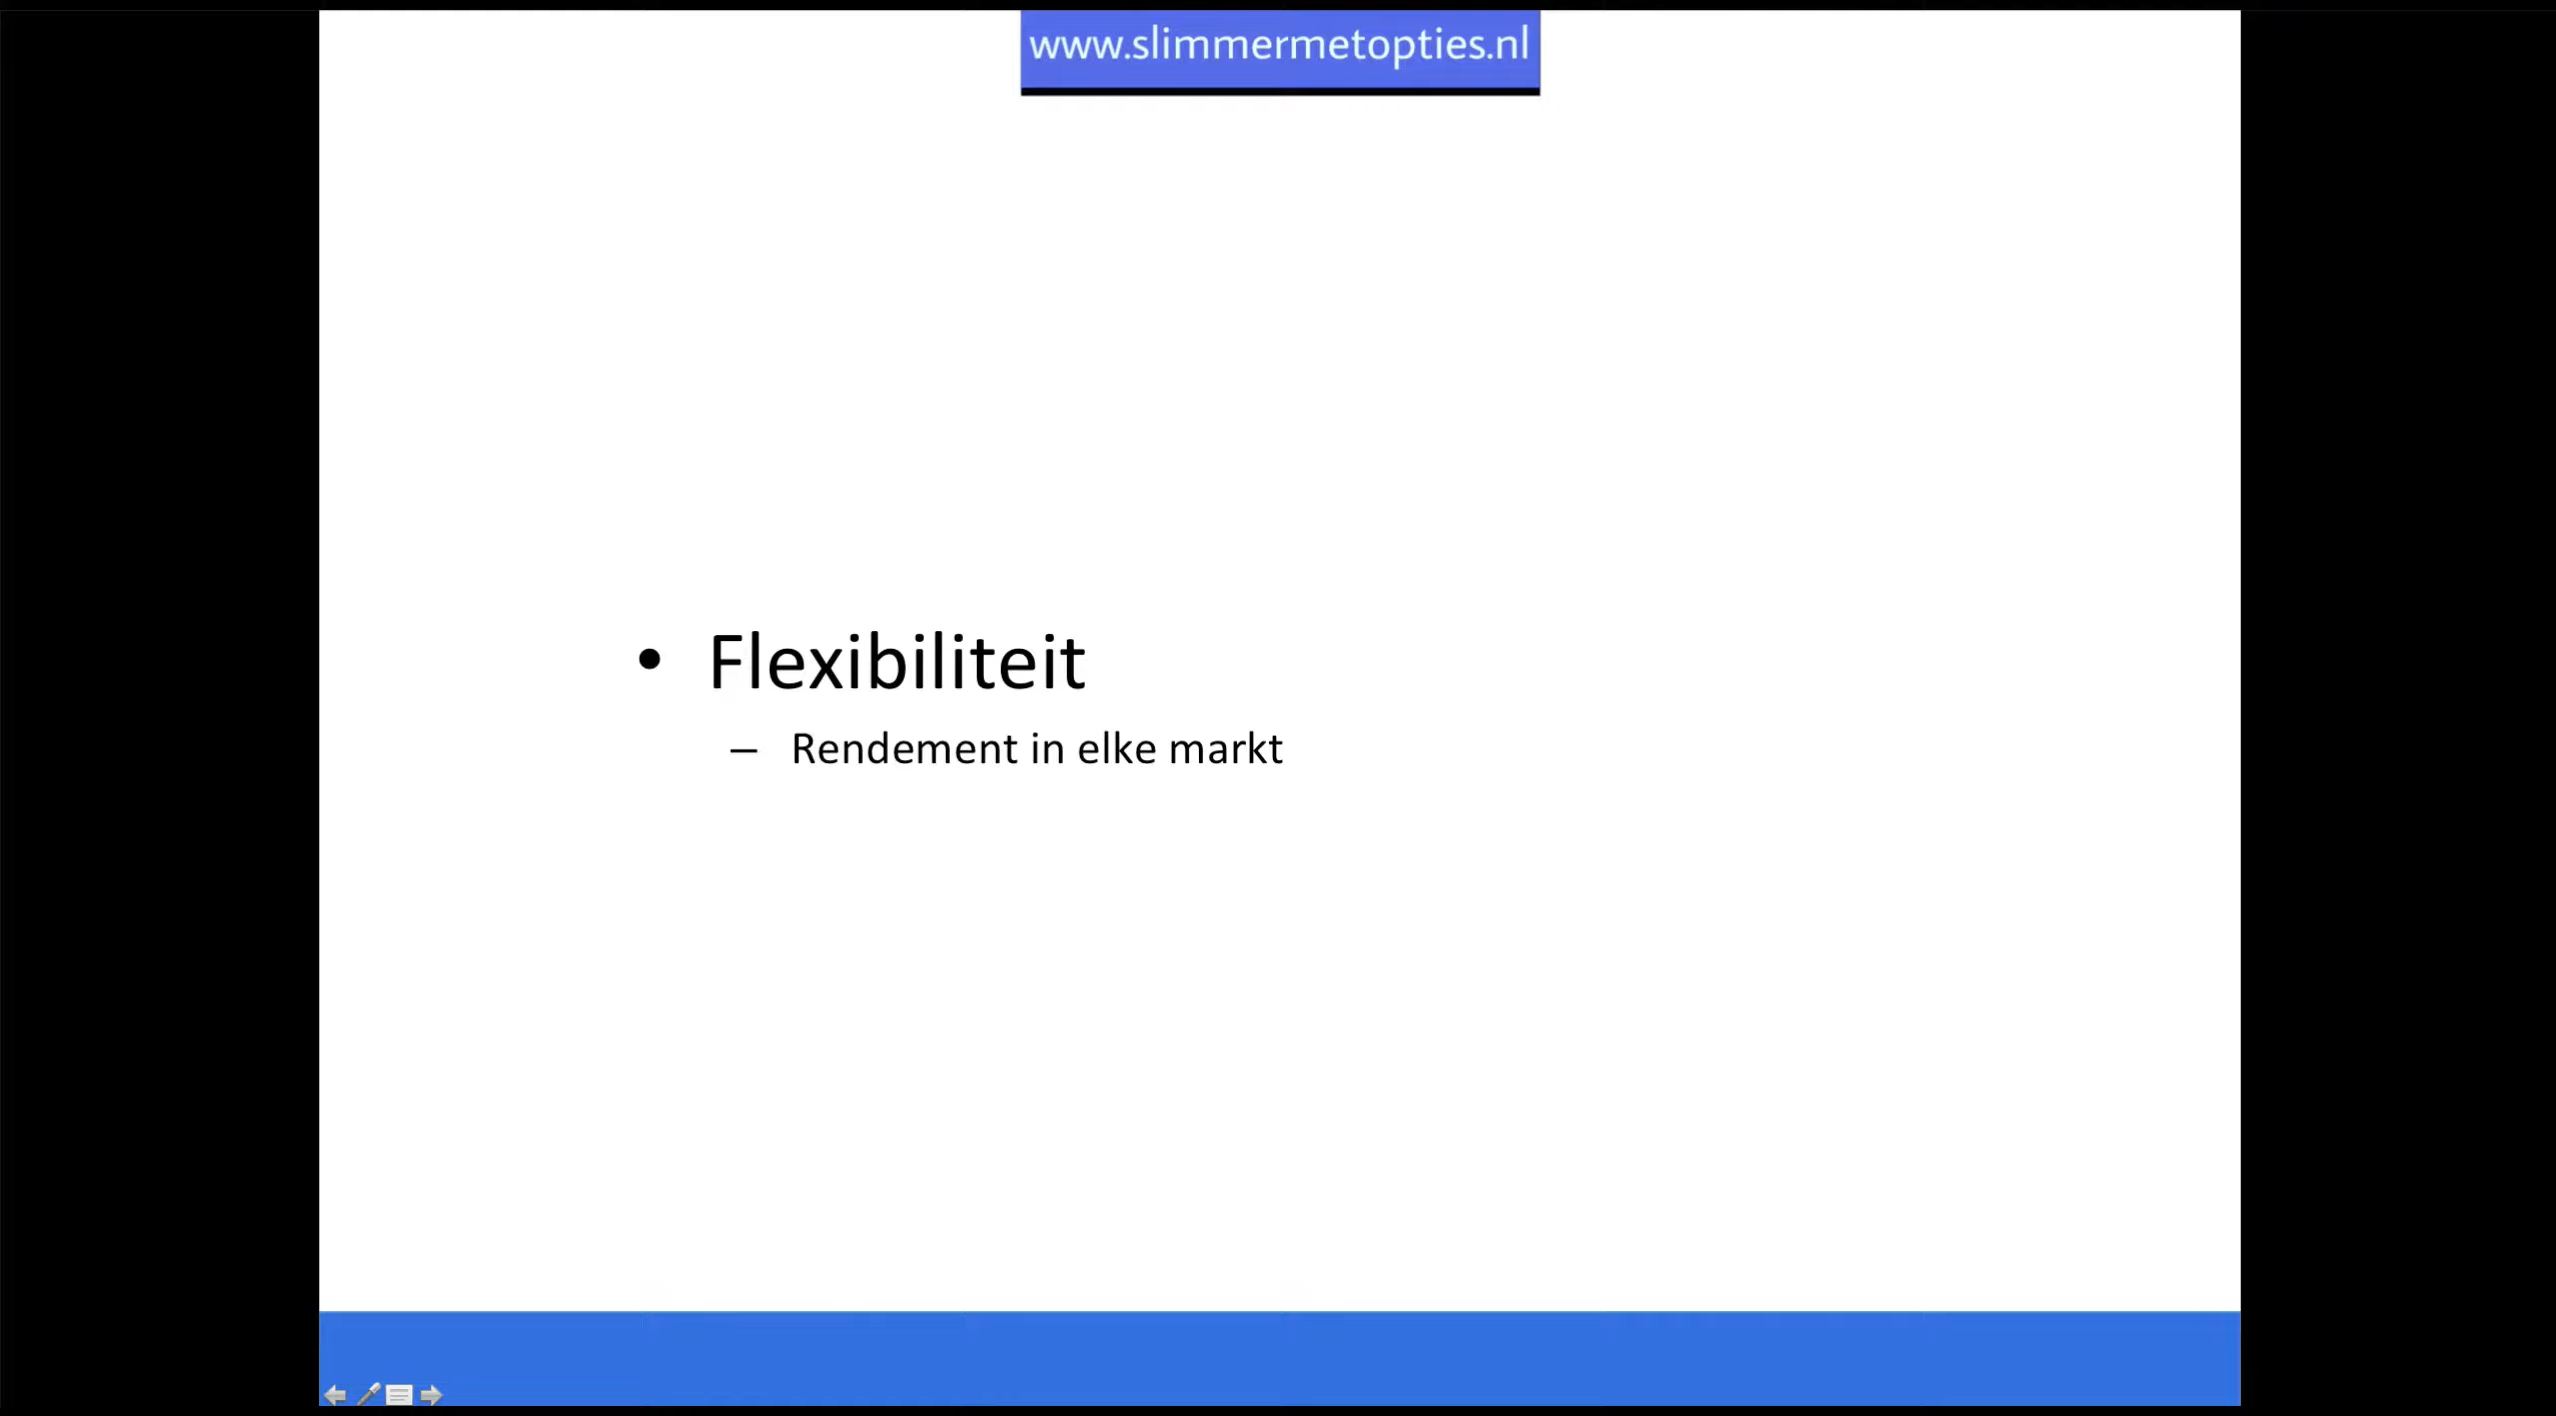 www.slimmermetopties.nl
• Flexibiliteit
– Rendement in elke markt